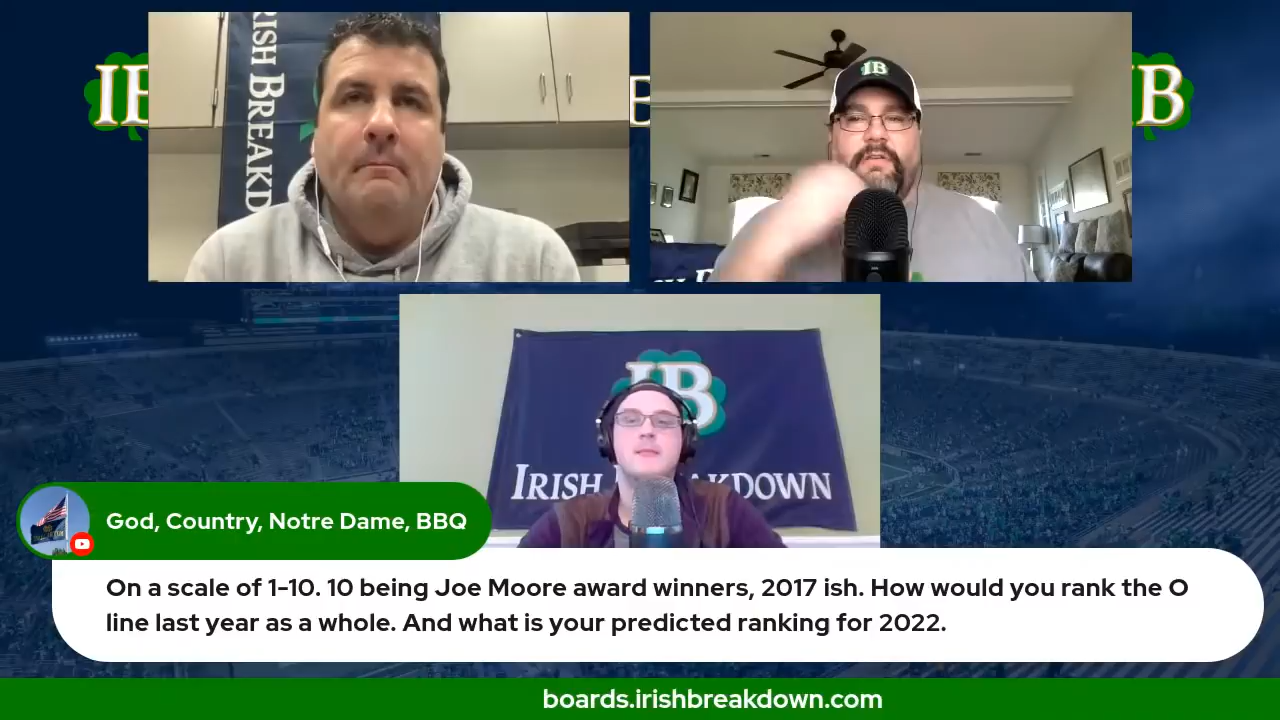 IB
IRISH BREAKD
IB
IB
IB
IRISH BREAKDOWN
God, Country, Notre Dame, BBQ
On a scale of 1-10. 10 being Joe Moore award winners, 2017 ish. How would you rank the O
line last year as a whole. And what is your predicted ranking for 2022.
boards.irishbreakdown.com